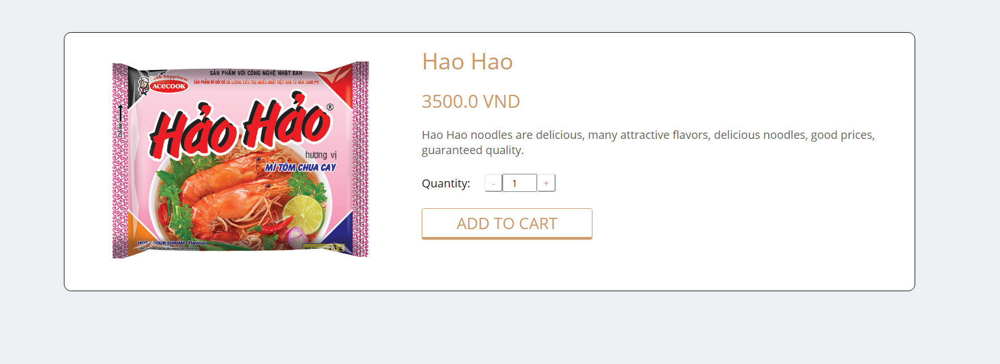 SẢN PHẨM VỚI CÔNG NGHỆ NHẬT BẢN
SẢN PHẨM MÌ GÓI CÓ SỐ LƯỢNG TIÊU THỤ NHIỀU NHẤT VIỆT NAM TỪ NĂM 2000 (*)
Cook happiness
ACECOOK
Hảo Hảo ®
hương vị
MÌ TÔM CHUA CAY
HOT - SOUR SHRIMP Flavour
75 g
Hao Hao
3500.0 VND
Hao Hao noodles are delicious, many attractive flavors, delicious noodles, good prices,
guaranteed quality.
Quantity: - 1 +
ADD TO CART